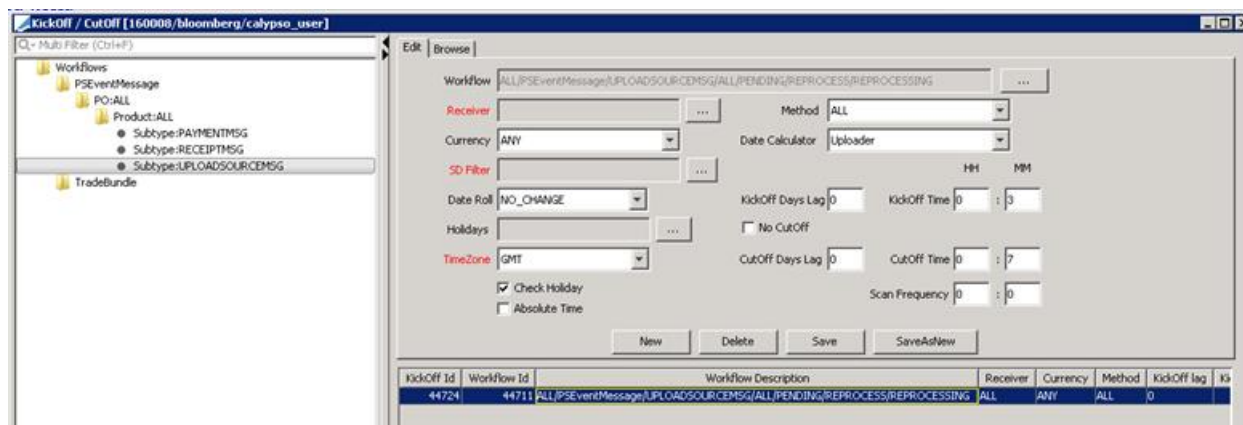 KickOff / CutOff [160008/bloomberg/calypso_user]
Multi Filter (Ctrl+F)
Workflows
PSEventMessage
PO:ALL
Product:ALL
Subtype:PAYMENTMSG
Subtype:RECEIPTMSG
Subtype:UPLOADSOURCEMSG
TradeBundle
Edit Browse
Workflow ALL/PSEventMessage/UPLOADSOURCEMSG/ALL/PENDING/REPROCESS/REPROCESSING ...
Receiver ... Method ALL
Currency ANY Date Calculator Uploader
SD Filter ... HH MM
Date Roll NO_CHANGE KickOff Days Lag 0 KickOff Time 0 : 3
Holidays ... No CutOff
TimeZone GMT CutOff Days Lag 0 CutOff Time 0 : 7
Check Holiday Scan Frequency 0 : 0
Absolute Time
New Delete Save SaveAsNew
KickOff Id Workflow Id Workflow Description Receiver Currency Method KickOff lag
44724 44711 ALL/PSEventMessage/UPLOADSOURCEMSG/ALL/PENDING/REPROCESS/REPROCESSING ALL ANY ALL 0